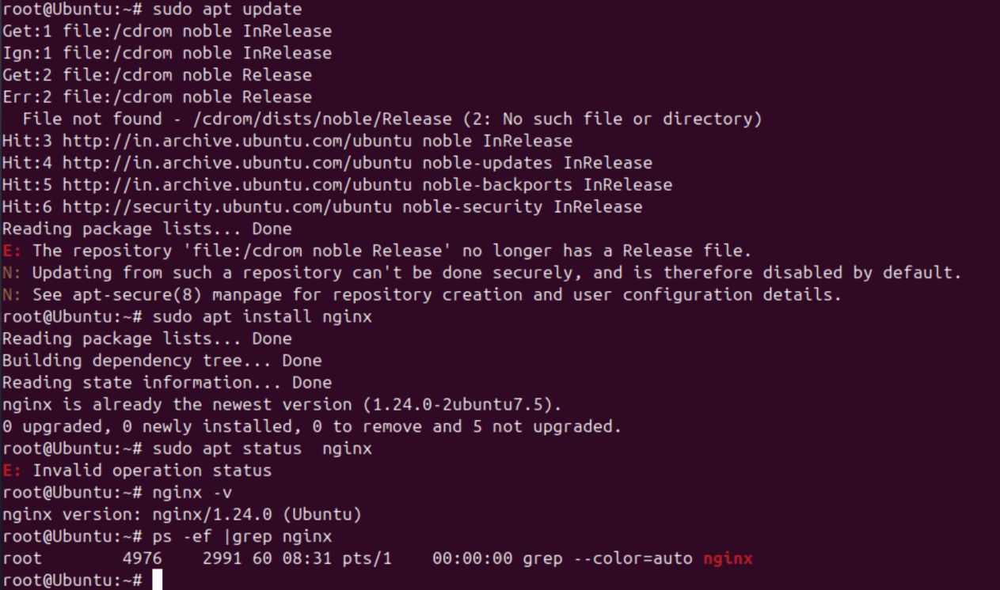 root@Ubuntu:~# sudo apt update
Get:1 file:/cdrom noble InRelease
Ign:1 file:/cdrom noble InRelease
Get:2 file:/cdrom noble Release
Err:2 file:/cdrom noble Release
  File not found - /cdrom/dists/noble/Release (2: No such file or directory)
Hit:3 http://in.archive.ubuntu.com/ubuntu noble InRelease
Hit:4 http://in.archive.ubuntu.com/ubuntu noble-updates InRelease
Hit:5 http://in.archive.ubuntu.com/ubuntu noble-backports InRelease
Hit:6 http://security.ubuntu.com/ubuntu noble-security InRelease
Reading package lists... Done
E: The repository 'file:/cdrom noble Release' no longer has a Release file.
N: Updating from such a repository can't be done securely, and is therefore disabled by default.
N: See apt-secure(8) manpage for repository creation and user configuration details.
root@Ubuntu:~# sudo apt install nginx
Reading package lists... Done
Building dependency tree... Done
Reading state information... Done
nginx is already the newest version (1.24.0-2ubuntu7.5).
0 upgraded, 0 newly installed, 0 to remove and 5 not upgraded.
root@Ubuntu:~# sudo apt status  nginx
E: Invalid operation status
root@Ubuntu:~# nginx -v
nginx version: nginx/1.24.0 (Ubuntu)
root@Ubuntu:~# ps -ef |grep nginx
root        4976    2991 60 08:31 pts/1    00:00:00 grep --color=auto nginx
root@Ubuntu:~#